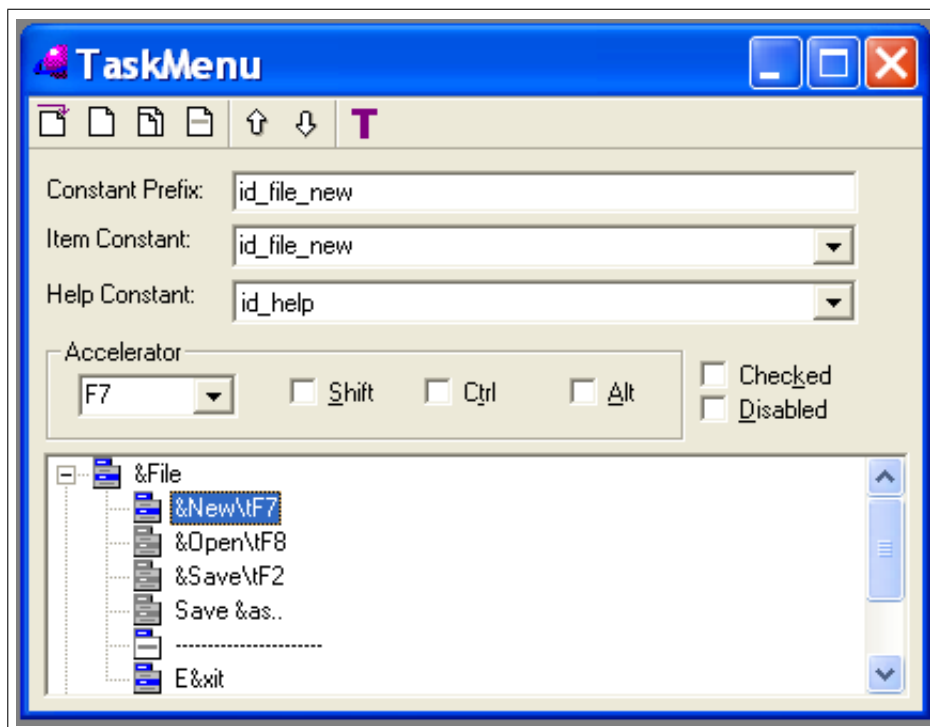 TaskMenu
T
Constant Prefix: id_file_new
Item Constant: id_file_new
Help Constant: id_help
Accelerator
F7 Shift Ctrl Alt
Checked
Disabled
&File
&New\tF7
&Open\tF8
&Save\tF2
Save &as..
----------------------
E&xit